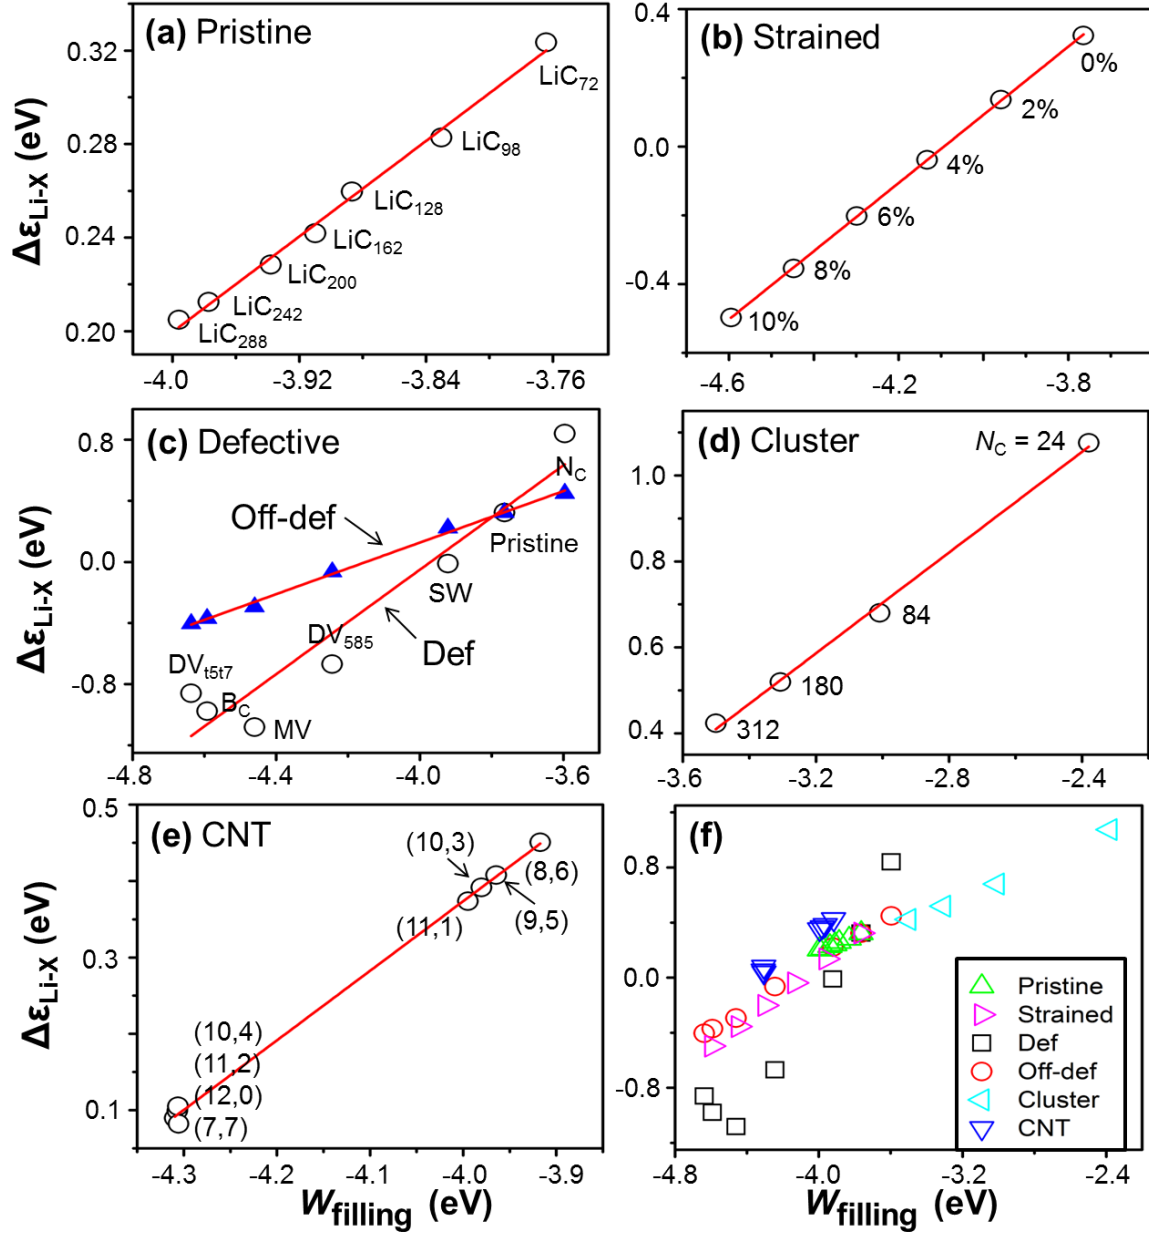 (a) Pristine
Δε_Li-X (eV)
0.32
0.28
0.24
0.20
LiC72
LiC98
LiC128
LiC162
LiC200
LiC242
LiC288
-4.0 -3.92 -3.84 -3.76
(b) Strained
0.4
0.0
-0.4
0%
2%
4%
6%
8%
10%
-4.6 -4.2 -3.8
(c) Defective
Δε_Li-X (eV)
0.8
0.0
-0.8
NC
Off-def
Pristine
SW
DV585
Def
DVt5t7
BC
MV
-4.8 -4.4 -4.0 -3.6
(d) Cluster
1.0
0.8
0.6
0.4
NC = 24
84
180
312
-3.6 -3.2 -2.8 -2.4
(e) CNT
Δε_Li-X (eV)
0.5
0.3
0.1
(10,3)
(8,6)
(9,5)
(11,1)
(10,4)
(11,2)
(12,0)
(7,7)
-4.3 -4.2 -4.1 -4.0 -3.9
Wfilling (eV)
(f)
0.8
0.0
-0.8
Pristine
Strained
Def
Off-def
Cluster
CNT
-4.8 -4.0 -3.2 -2.4
Wfilling (eV)